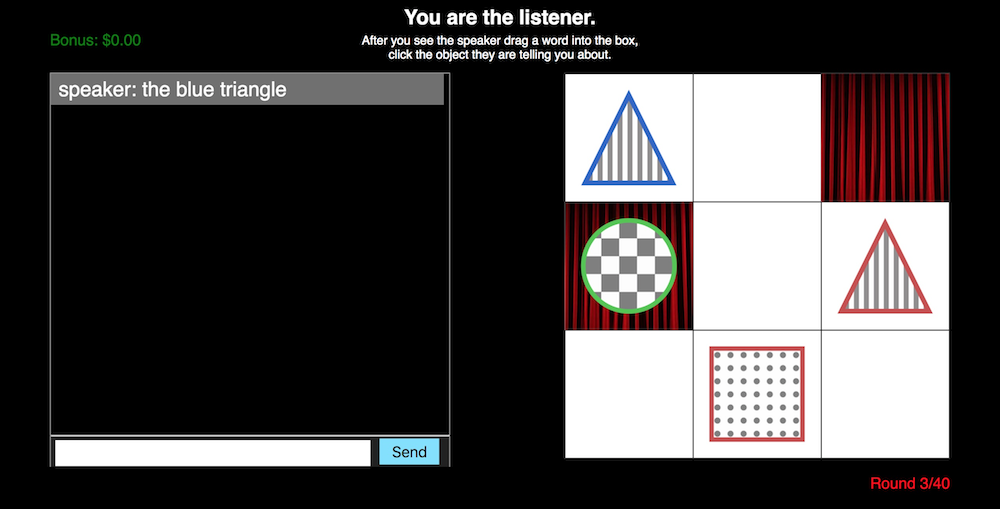 You are the listener.
Bonus: $0.00
After you see the speaker drag a word into the box,
click the object they are telling you about.
speaker: the blue triangle
Send
Round 3/40